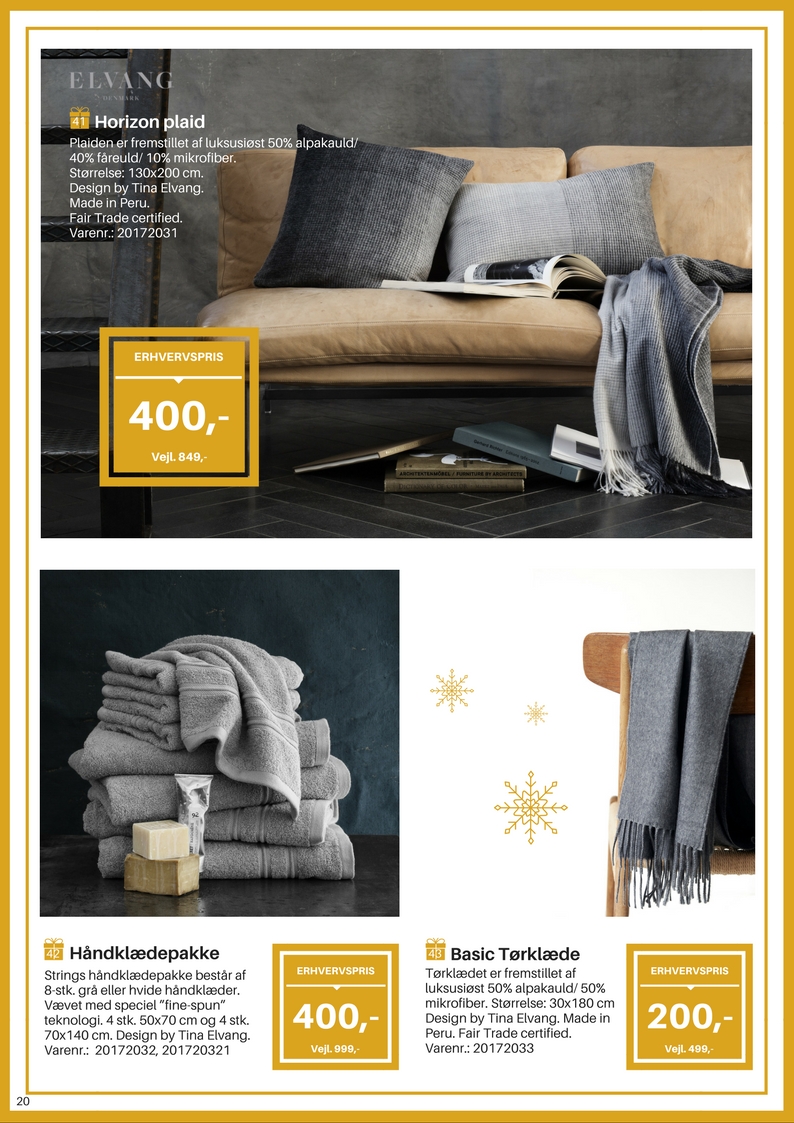 ELVANG
DENMARK
41 Horizon plaid
Plaiden er fremstillet af luksusiøst 50% alpakauld/
40% fåreuld/ 10% mikrofiber.
Størrelse: 130x200 cm.
Design by Tina Elvang.
Made in Peru.
Fair Trade certified.
Varenr.: 20172031
ERHVERVSPRIS
400,-
Vejl. 849,-
ARCHITEKTENMÖBEL / FURNITURE BY ARCHITECTS
42 Håndklædepakke
Strings håndklædepakke består af
8-stk. grå eller hvide håndklæder.
Vævet med speciel “fine-spun”
teknologi. 4 stk. 50x70 cm og 4 stk.
70x140 cm. Design by Tina Elvang.
Varenr.: 20172032, 201720321
ERHVERVSPRIS
400,-
Vejl. 999,-
43 Basic Tørklæde
Tørklædet er fremstillet af
luksusiøst 50% alpakauld/ 50%
mikrofiber. Størrelse: 30x180 cm
Design by Tina Elvang. Made in
Peru. Fair Trade certified.
Varenr.: 20172033
ERHVERVSPRIS
200,-
Vejl. 499,-
20